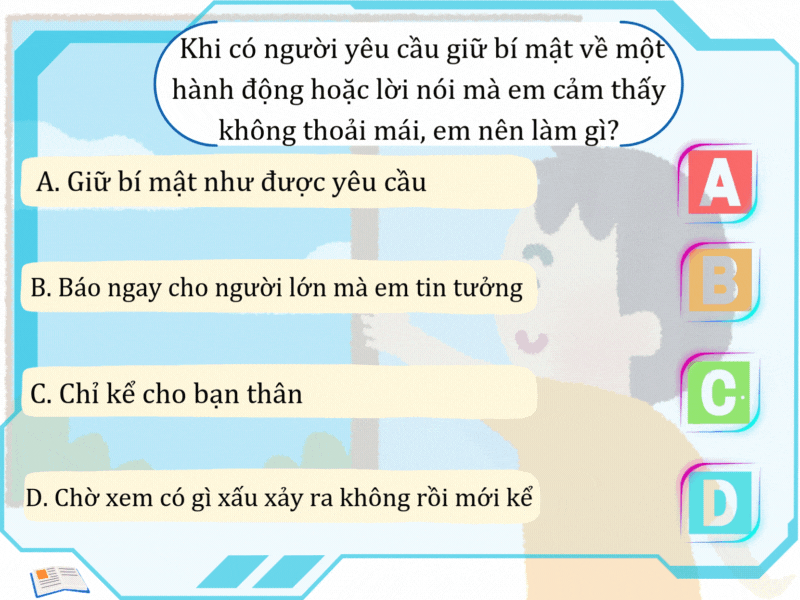 Khi có người yêu cầu giữ bí mật về một
hành động hoặc lời nói mà em cảm thấy
không thoải mái, em nên làm gì?
A. Giữ bí mật như được yêu cầu
A
B. Báo ngay cho người lớn mà em tin tưởng
B
C. Chỉ kể cho bạn thân
C
D. Chờ xem có gì xấu xảy ra không rồi mới kể
D